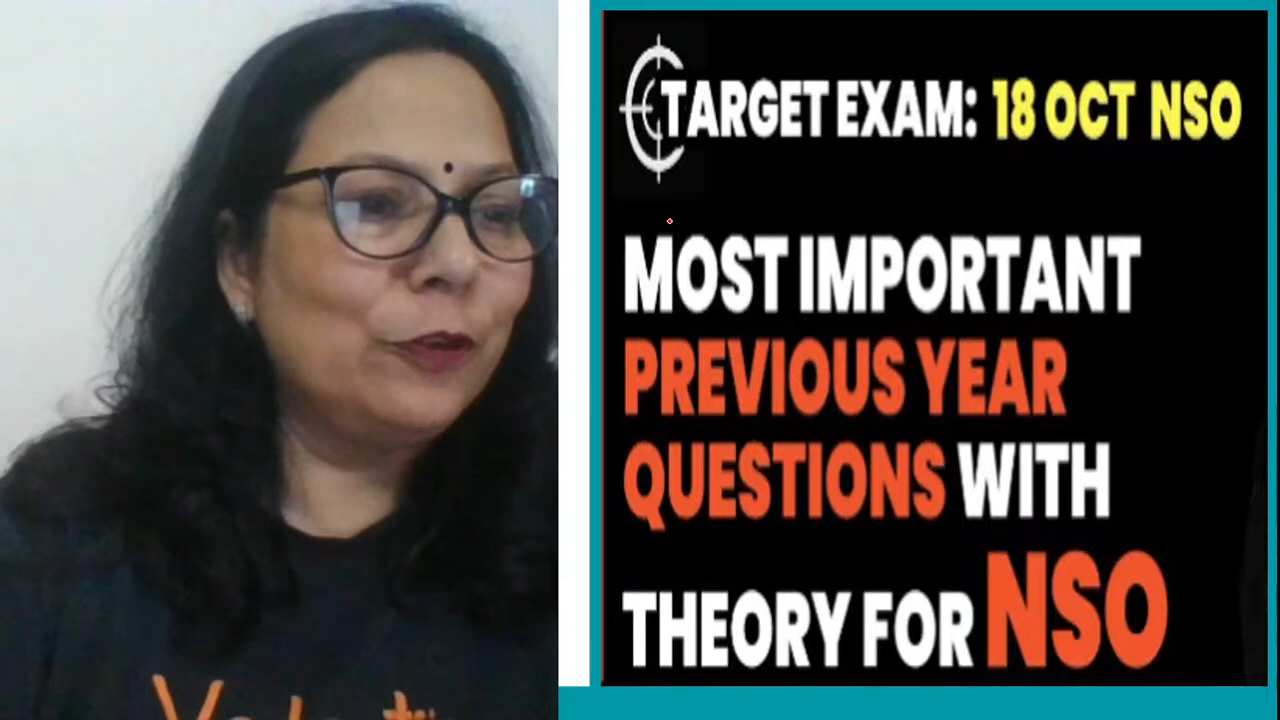 TARGET EXAM: 18 OCT NSO
MOST IMPORTANT
PREVIOUS YEAR
QUESTIONS WITH
THEORY FOR NSO